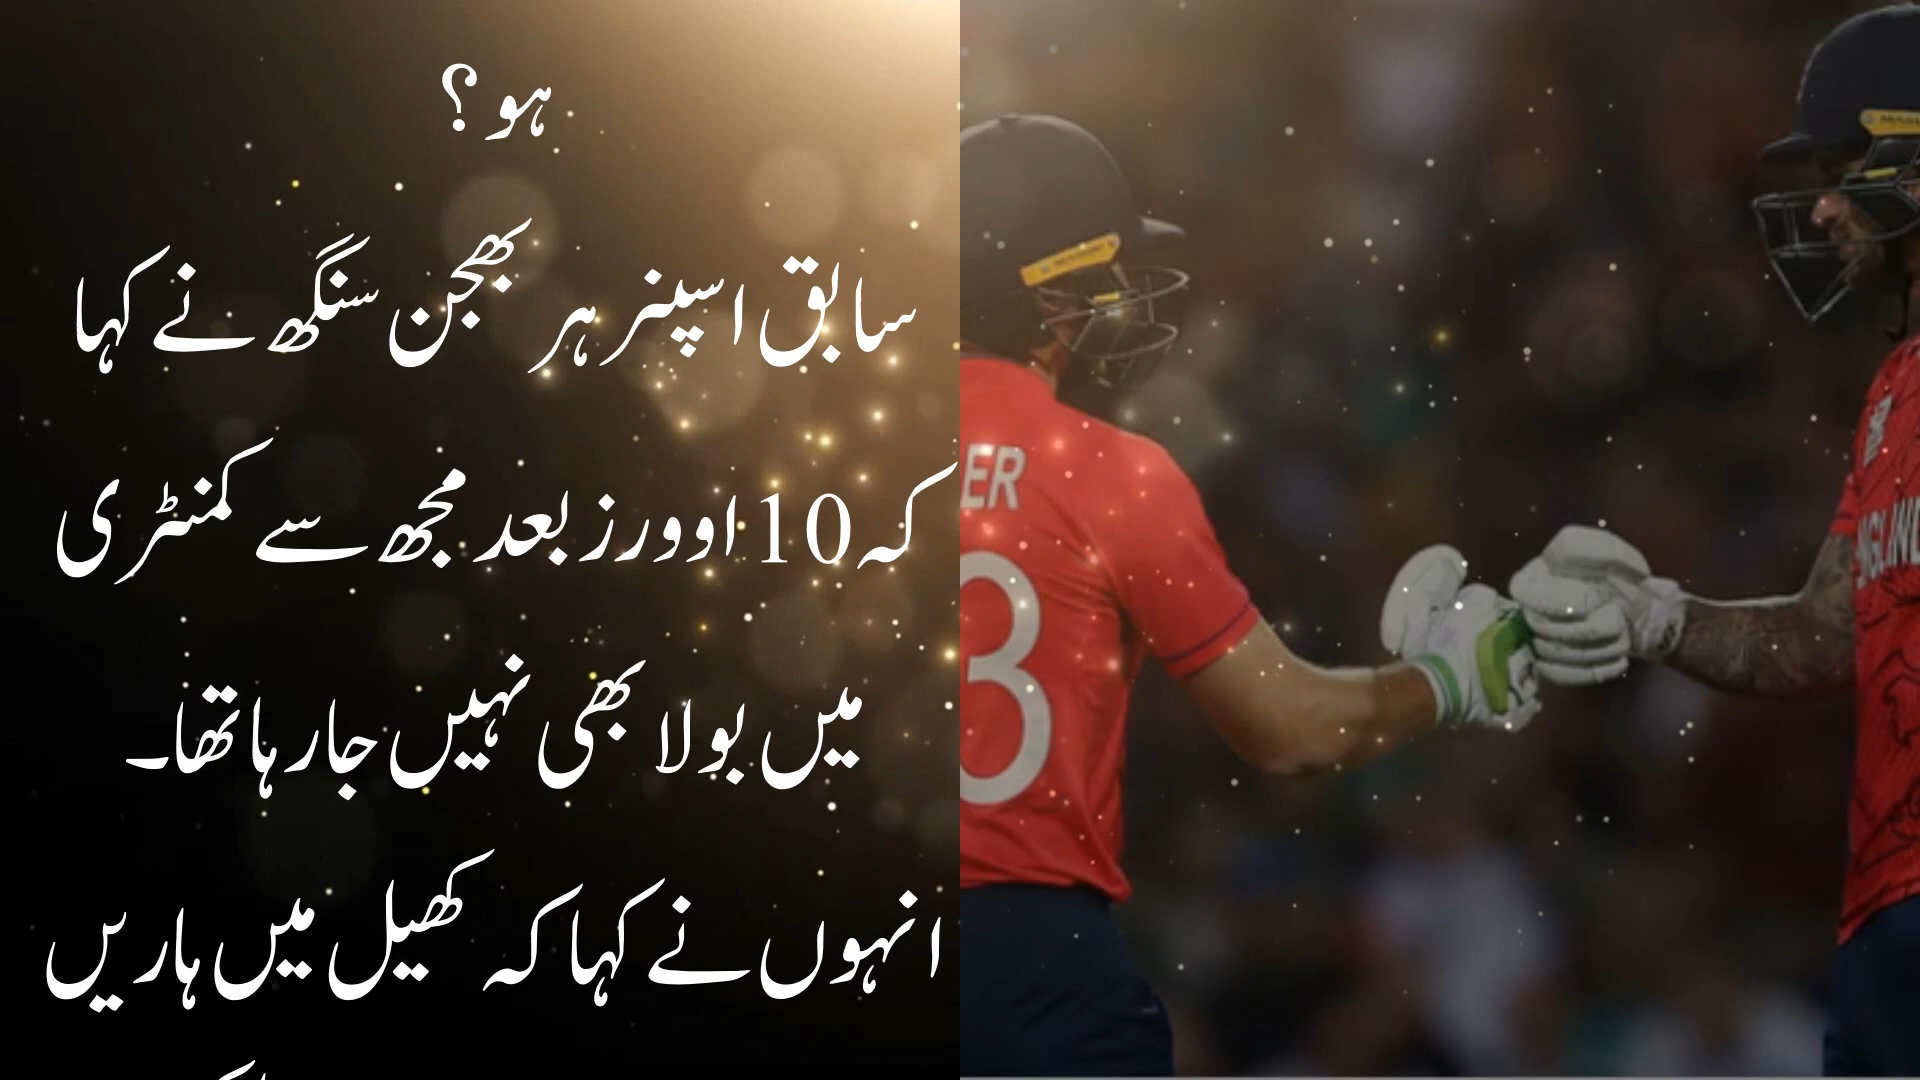 ہو؟
سابق اسپنر ہربھجن سنگھ نے کہا
کہ 10 اوورز بعد مجھ سے کمنٹری
میں بولا بھی نہیں جارہا تھا۔
انہوں نے کہا کہ کھیل میں ہاریں
ER
3